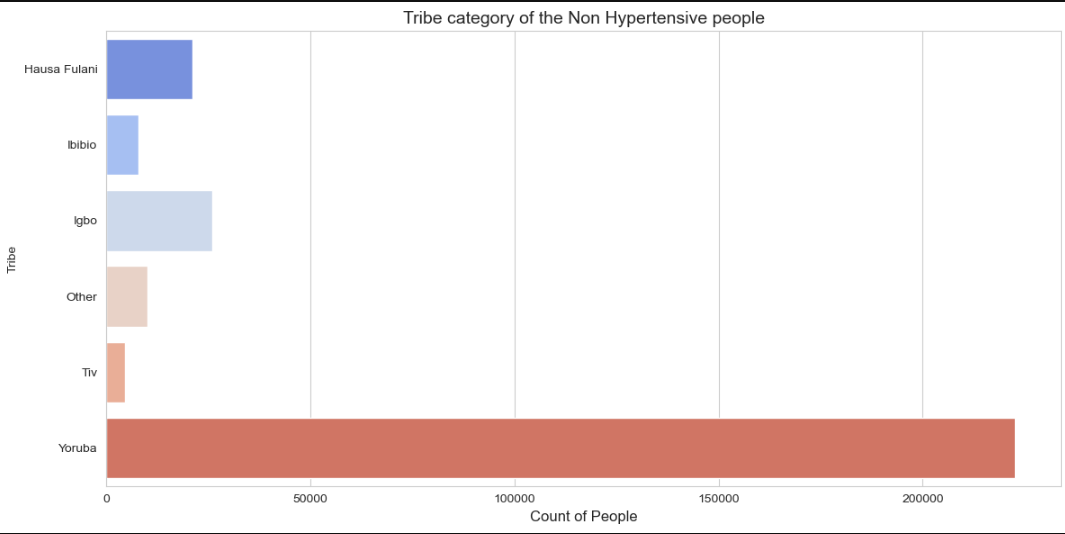 Tribe category of the Non Hypertensive people
Hausa Fulani
Ibibio
Igbo
Other
Tiv
Yoruba
Tribe
0 50000 100000 150000 200000
Count of People